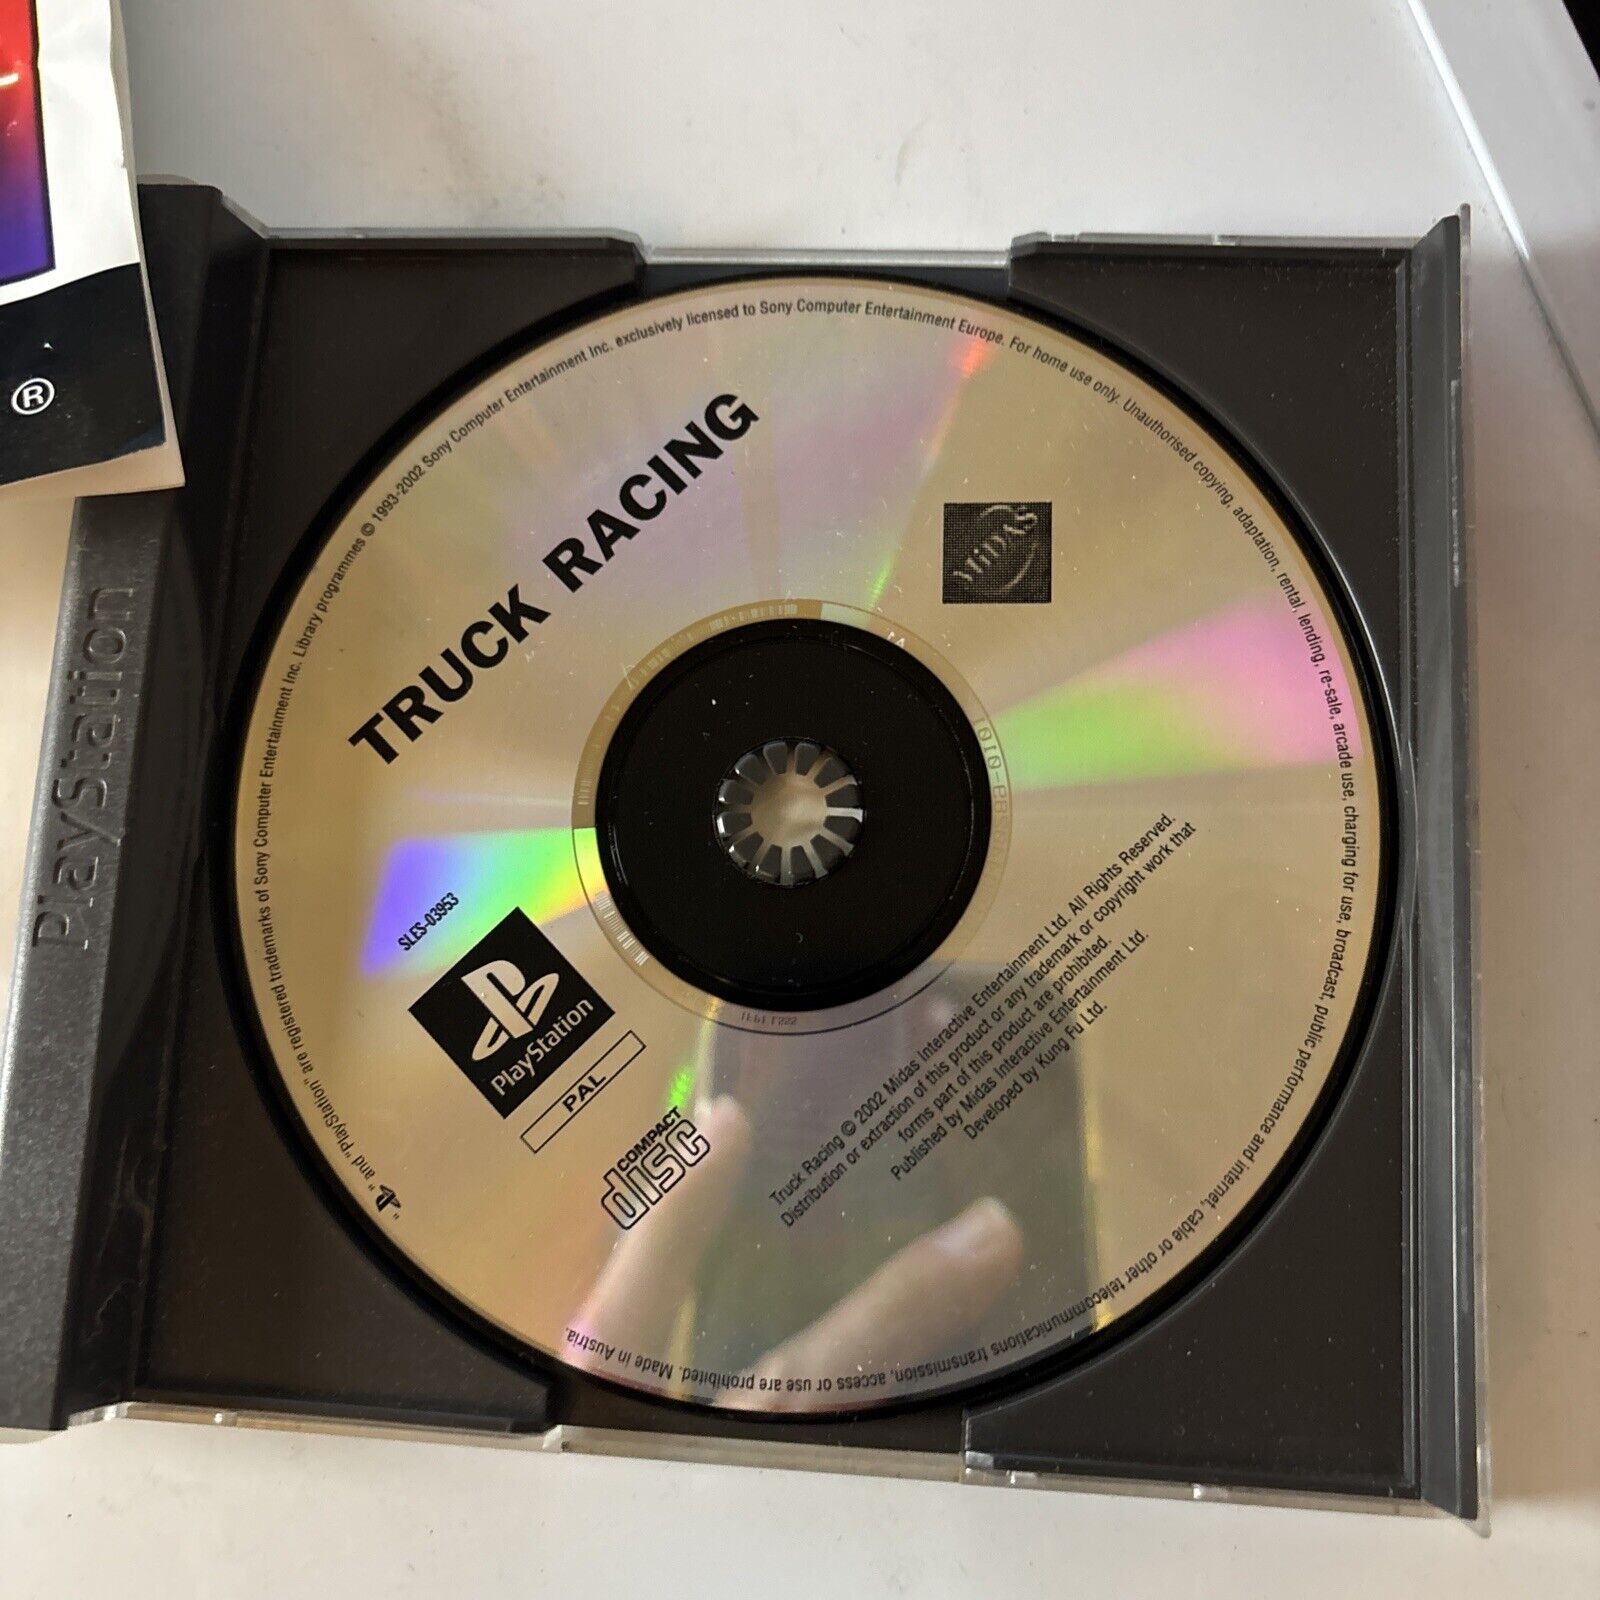 ®
PlayStation
TRUCK RACING
MiDAS
SLES-03953
PlayStation
PAL
COMPACT
disc
Truck Racing © 2002 Midas Interactive Entertainment Ltd. All Rights Reserved.
Distribution or extraction of this product or any trademark or copyright work that
forms part of this product are prohibited.
Published by Midas Interactive Entertainment Ltd.
Developed by Kung Fu Ltd.
" and "PlayStation" are registered trademarks of Sony Computer Entertainment Inc. Library programmes © 1993-2002 Sony Computer Entertainment Inc. exclusively licensed to Sony Computer Entertainment Europe. For home use only. Unauthorised copying, adaptation, rental, lending, re-sale, arcade use, charging for use, broadcast, public performance and internet, cable or other telecommunications transmission, access or use are prohibited. Made in Austria.